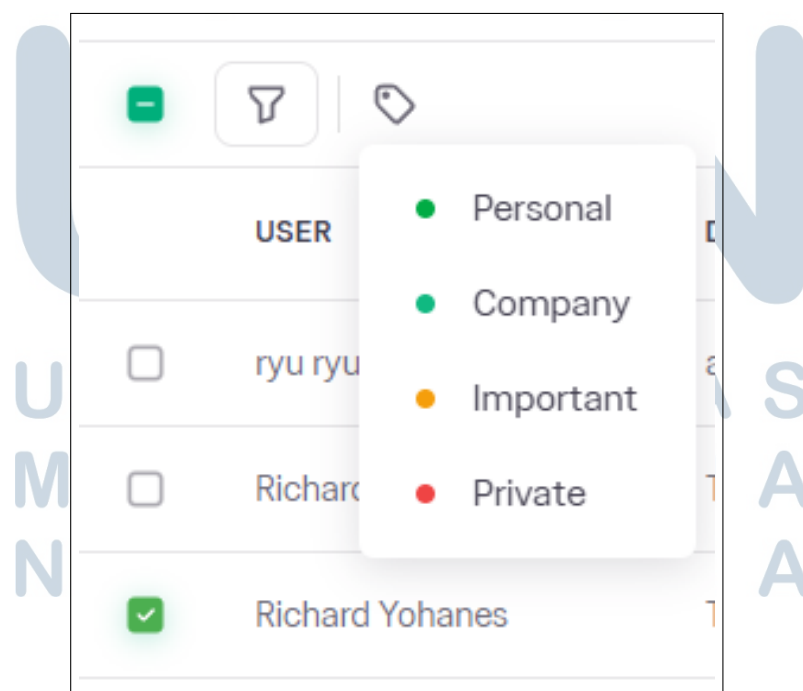 Personal
USER
Company
ryu ryu
Important
Private
Richard Yohanes
U
S
M
A
N
A